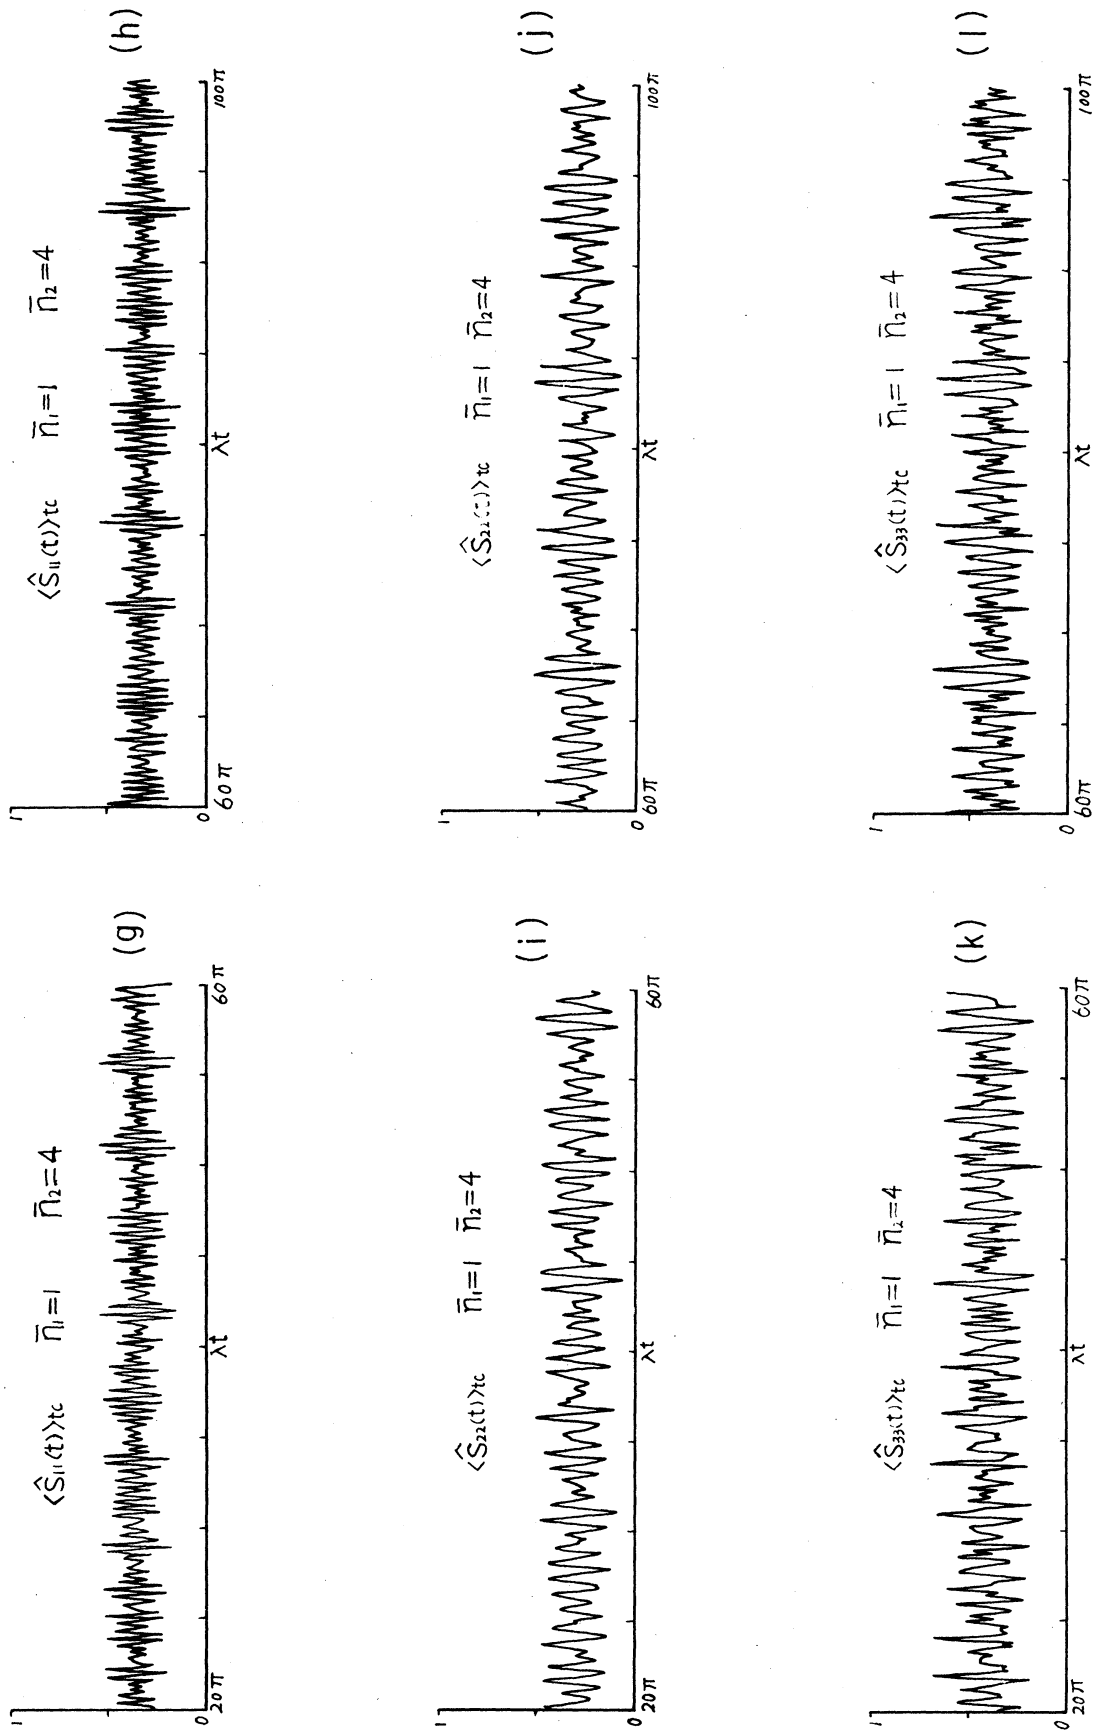 ⟨Ŝ₁₁(t)⟩tc n̄₁=1 n̄₂=4
1
0
20π
λt
60π
(g)
⟨Ŝ₁₁(t)⟩tc n̄₁=1 n̄₂=4
1
0
60π
λt
100π
(h)
⟨Ŝ₂₂(t)⟩tc n̄₁=1 n̄₂=4
1
0
20π
λt
60π
(i)
⟨Ŝ₂₂(t)⟩tc n̄₁=1 n̄₂=4
1
0
60π
λt
100π
(j)
⟨Ŝ₃₃(t)⟩tc n̄₁=1 n̄₂=4
1
0
20π
λt
60π
(k)
⟨Ŝ₃₃(t)⟩tc n̄₁=1 n̄₂=4
1
0
60π
λt
100π
(l)